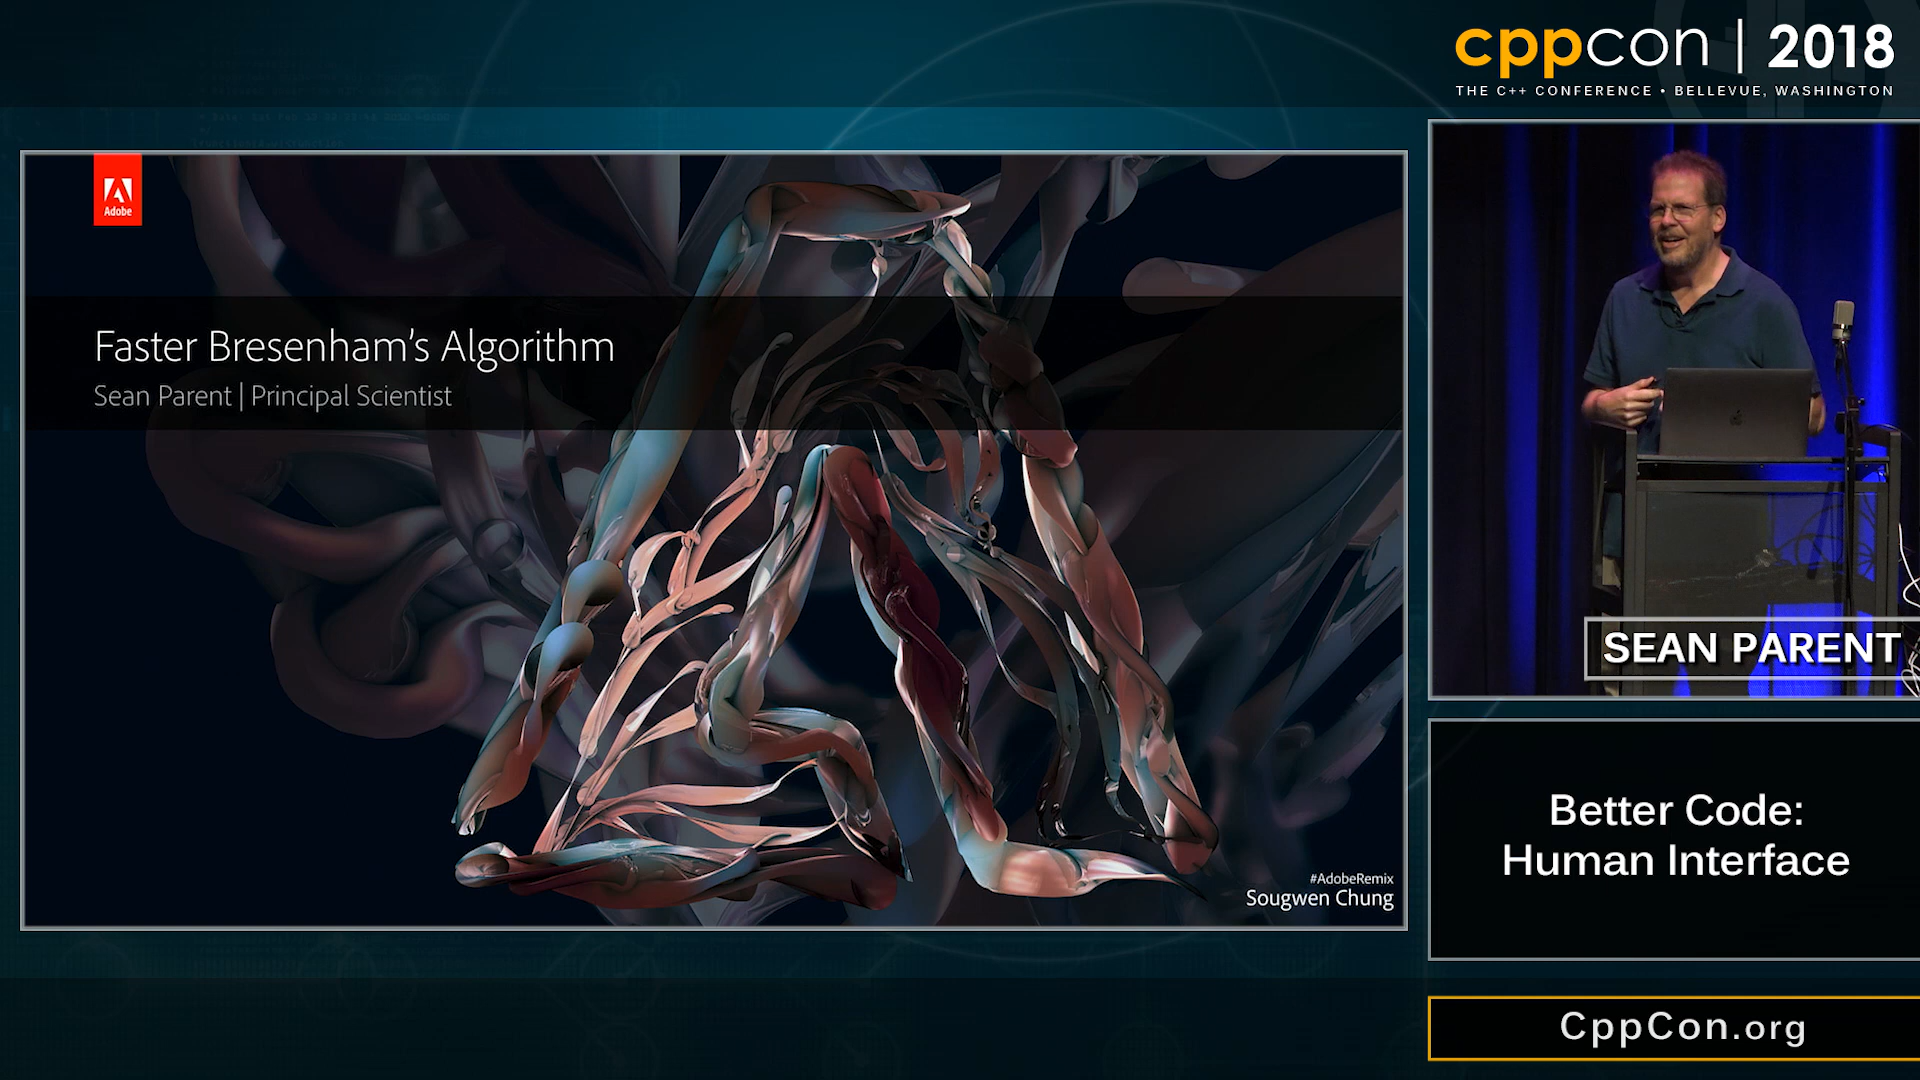 cppcon | 2018
THE C++ CONFERENCE • BELLEVUE, WASHINGTON
Adobe
Faster Bresenham's Algorithm
Sean Parent | Principal Scientist
#AdobeRemix
Sougwen Chung
SEAN PARENT
Better Code:
Human Interface
CppCon.org